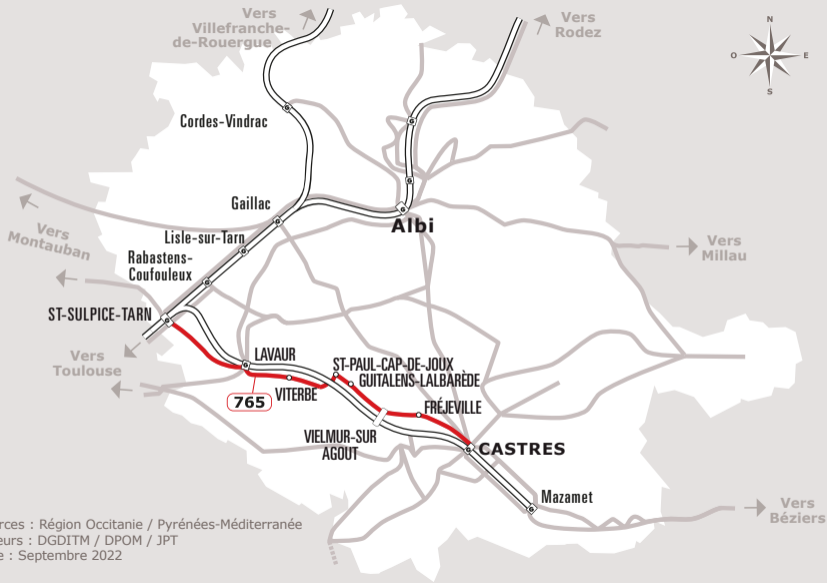 Vers
Villefranche-
de-Rouergue
Vers
Rodez
N
O
E
S
Cordes-Vindrac
Gaillac
Albi
Vers
Montauban
Lisle-sur-Tarn
Rabastens-
Coufouleux
Vers
Millau
ST-SULPICE-TARN
Vers
Toulouse
LAVAUR
ST-PAUL-CAP-DE-JOUX
GUITALENS-LALBARÈDE
765
VITERBE
FRÉJEVILLE
VIELMUR-SUR
AGOUT
CASTRES
Mazamet
Vers
Béziers
rces : Région Occitanie / Pyrénées-Méditerranée
eurs : DGDITM / DPOM / JPT
e : Septembre 2022